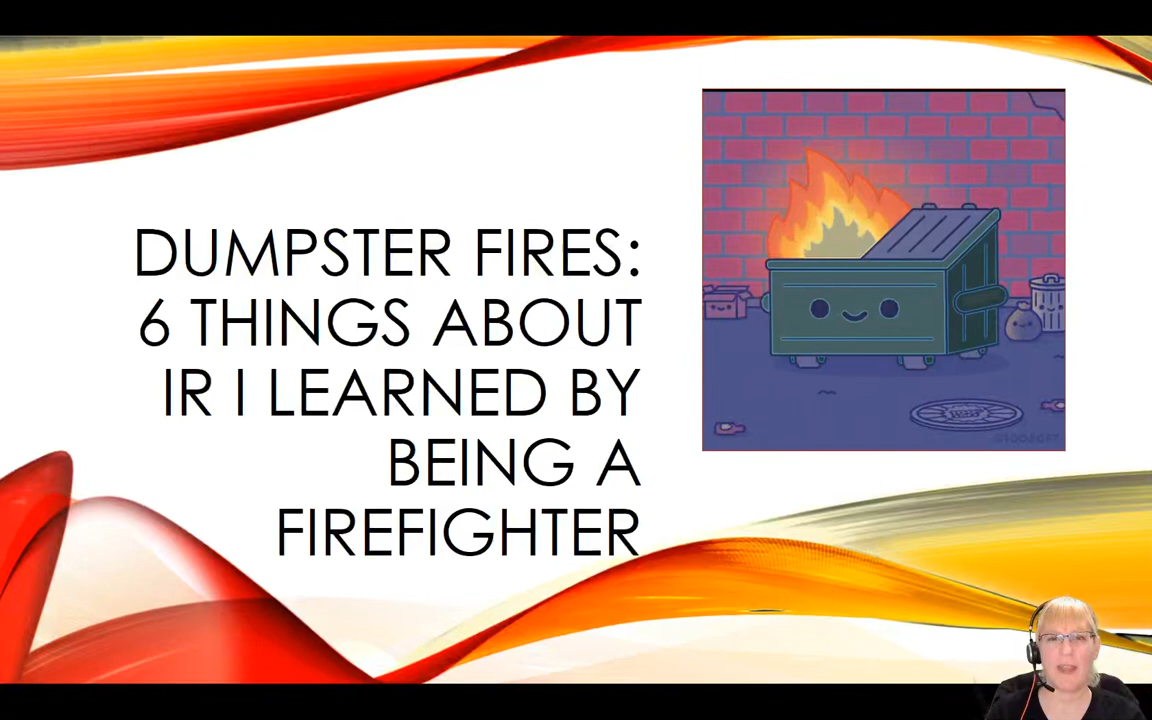 DUMPSTER FIRES:
6 THINGS ABOUT
IR I LEARNED BY
BEING A
FIREFIGHTER